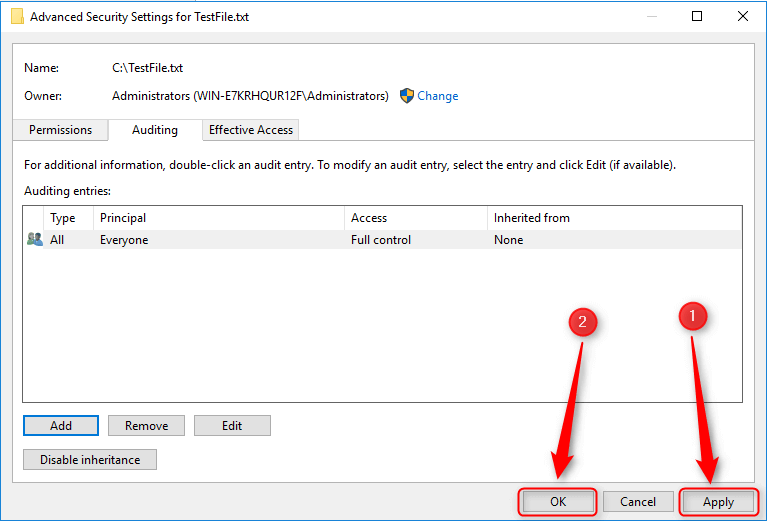 Advanced Security Settings for TestFile.txt
Name: C:\TestFile.txt
Owner: Administrators (WIN-E7KRHQUR12F\Administrators) Change
Permissions Auditing Effective Access
For additional information, double-click an audit entry. To modify an audit entry, select the entry and click Edit (if available).
Auditing entries:
Type Principal Access Inherited from
All Everyone Full control None
2 1
Add Remove Edit
Disable inheritance
OK Cancel Apply